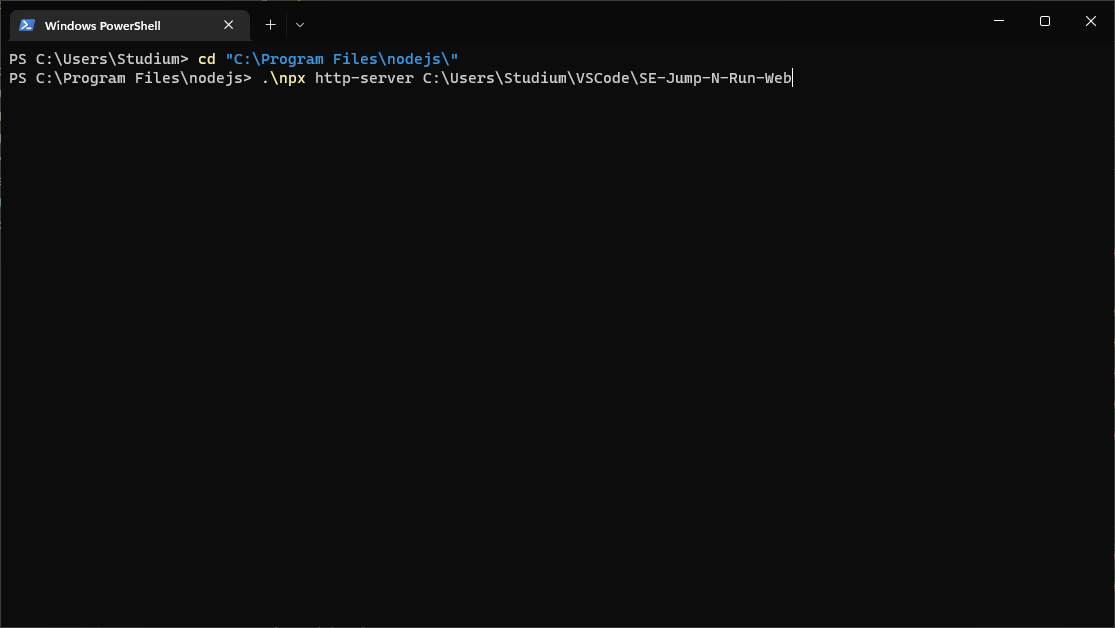 Windows PowerShell
PS C:\Users\Studium> cd "C:\Program Files\nodejs\"
PS C:\Program Files\nodejs> .\npx http-server C:\Users\Studium\VSCode\SE-Jump-N-Run-Web